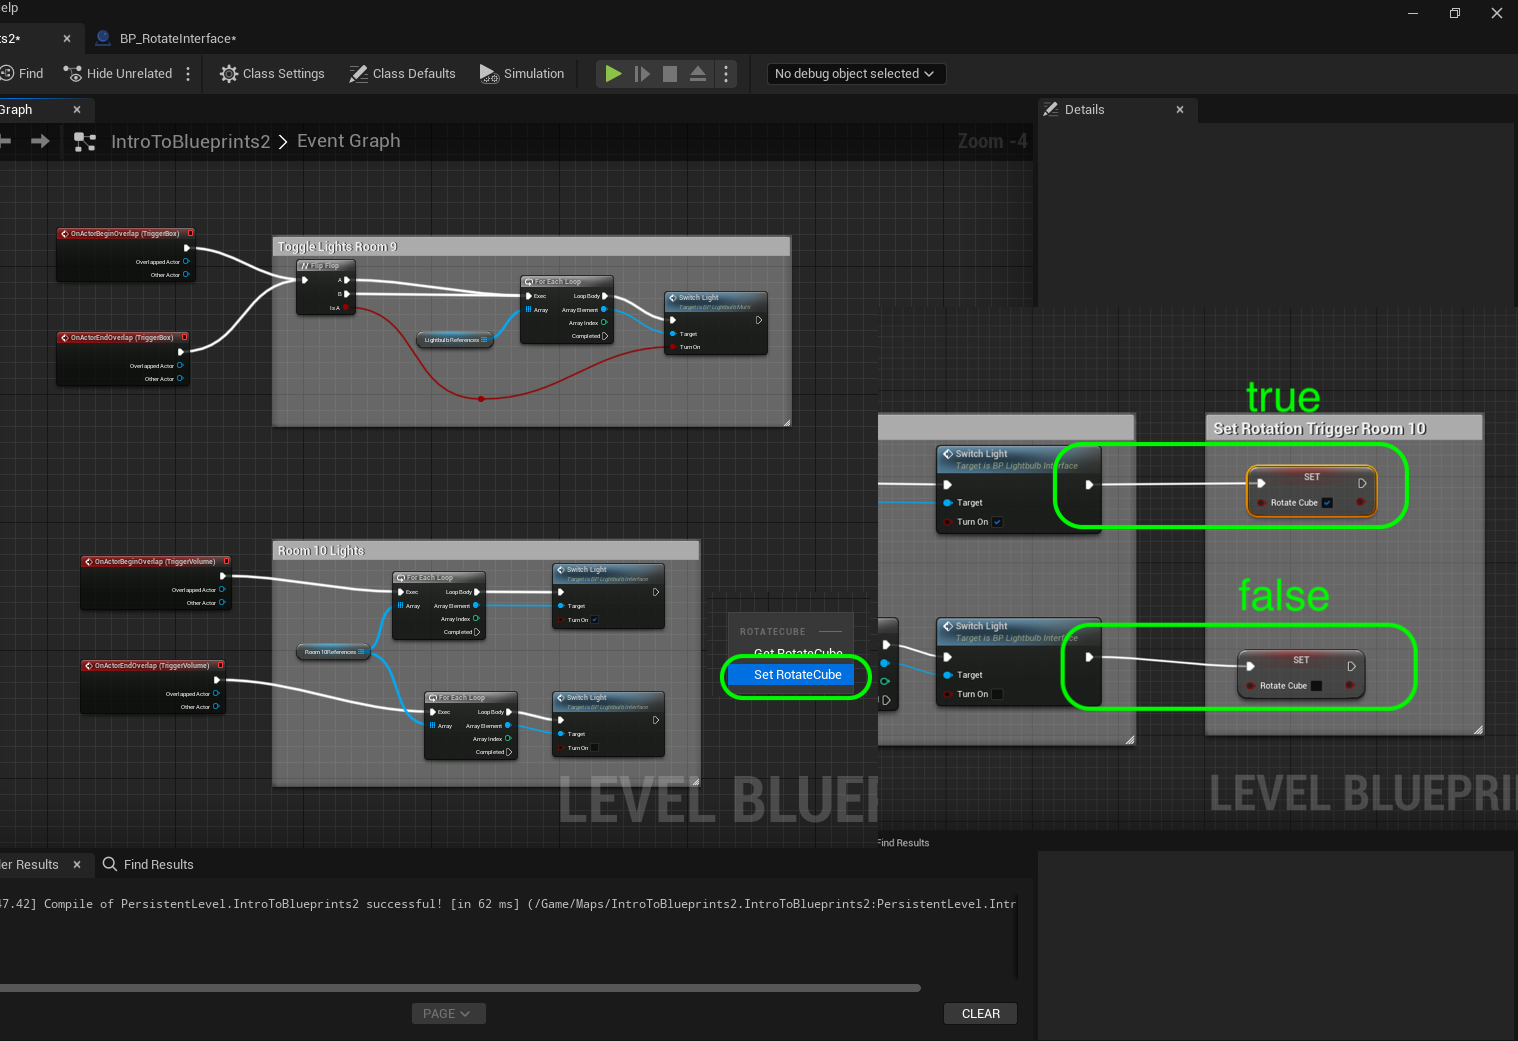 elp
ts2*
BP_RotateInterface*
Find
Hide Unrelated
Class Settings
Class Defaults
Simulation
No debug object selected
Graph
Details
IntroToBlueprints2 > Event Graph
Zoom -4
OnActorBeginOverlap (TriggerBox)
Overlapped Actor
Other Actor
OnActorEndOverlap (TriggerBox)
Overlapped Actor
Other Actor
Toggle Lights Room 9
Flip Flop
A
B
Is A
Lightbulb References
For Each Loop
Exec
Loop Body
Array
Array Element
Array Index
Completed
Switch Light
Target is BP Lightbulb Multi
Target
Turn On
OnActorBeginOverlap (TriggerVolume)
Overlapped Actor
Other Actor
OnActorEndOverlap (TriggerVolume)
Overlapped Actor
Other Actor
Room 10 Lights
For Each Loop
Exec
Loop Body
Array
Array Element
Array Index
Completed
Room 10References
For Each Loop
Exec
Loop Body
Array
Array Element
Array Index
Completed
Switch Light
Target is BP Lightbulb Interface
Target
Turn On
Switch Light
Target is BP Lightbulb Interface
Target
Turn On
ROTATECUBE
Get RotateCube
Set RotateCube
LEVEL BLUEP
true
Set Rotation Trigger Room 10
Switch Light
Target is BP Lightbulb Interface
Target
Turn On
SET
Rotate Cube
false
Switch Light
Target is BP Lightbulb Interface
Target
Turn On
SET
Rotate Cube
LEVEL BLUEPRI
Find Results
er Results
Find Results
47.42] Compile of PersistentLevel.IntroToBlueprints2 successful! [in 62 ms] (/Game/Maps/IntroToBlueprints2.IntroToBlueprints2:PersistentLevel.Intr
PAGE
CLEAR